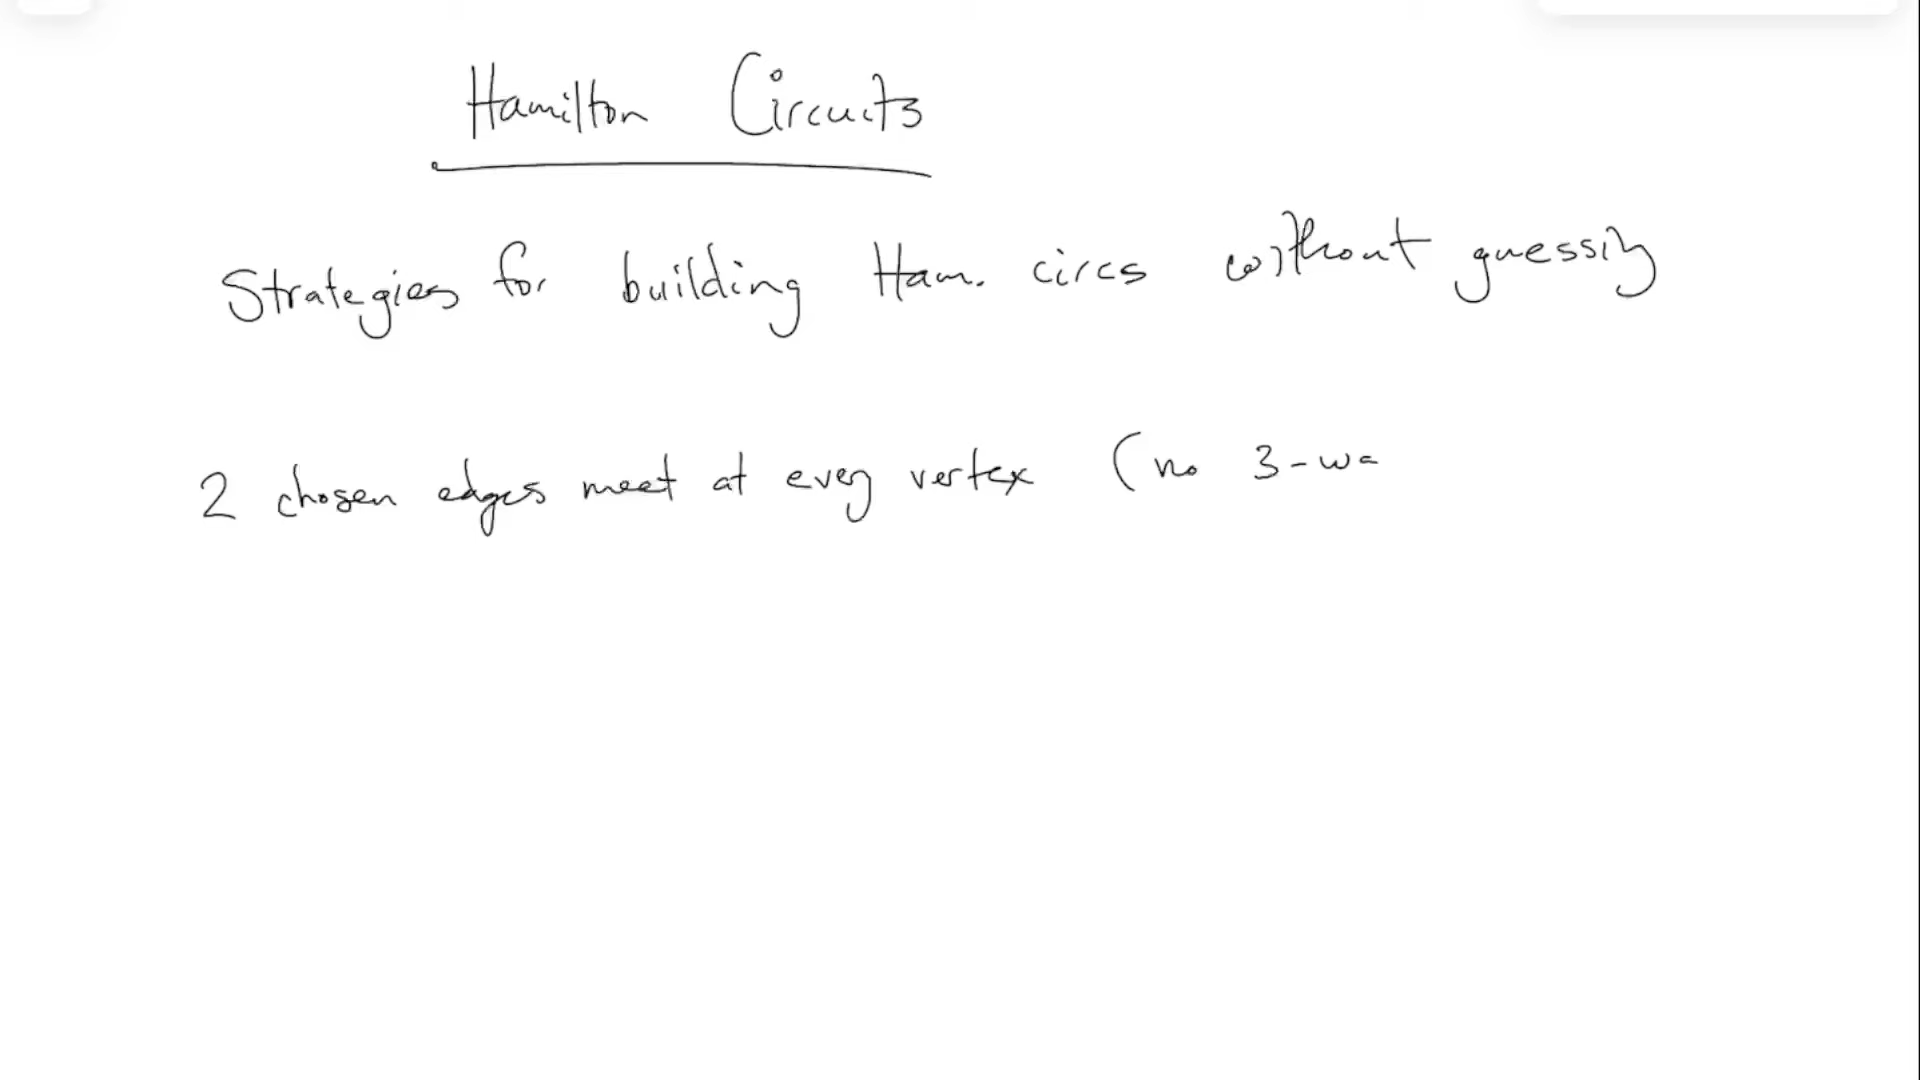 Hamilton Circuits
Strategies for building Ham. circs without guessing
2 chosen edges meet at every vertex (no 3-wa